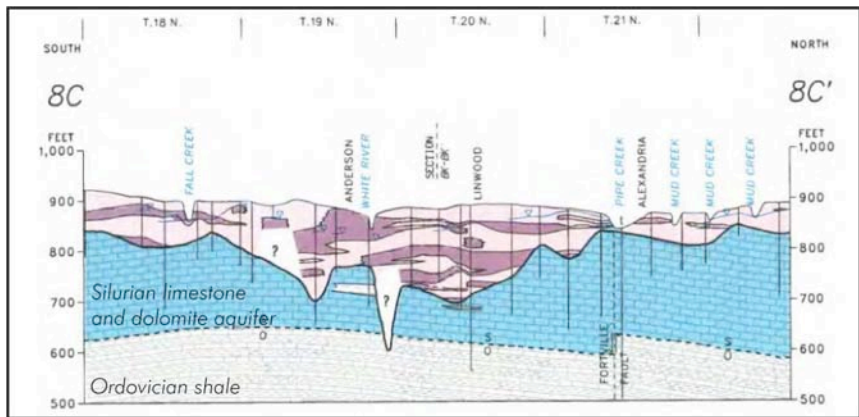 T.18 N. T.19 N. T.20 N. T.21 N.
SOUTH NORTH
8C 8C'
FEET FEET
1,000 1,000
900 900
800 800
700 700
600 600
500 500
FALL CREEK
ANDERSON
WHITE RIVER
SECTION
8K-8K'
LINWOOD
PIPE CREEK
ALEXANDRIA
MUD CREEK
MUD CREEK
MUD CREEK
?
?
Silurian limestone
and dolomite aquifer
Ordovician shale
FORTVILLE
FAULT